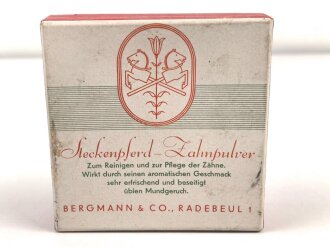 Steckenpferd-Zahnpulver
Zum Reinigen und zur Pflege der Zähne.
Wirkt durch seinen aromatischen Geschmack
sehr erfrischend und beseitigt
üblen Mundgeruch.
BERGMANN & CO., RADEBEUL 1